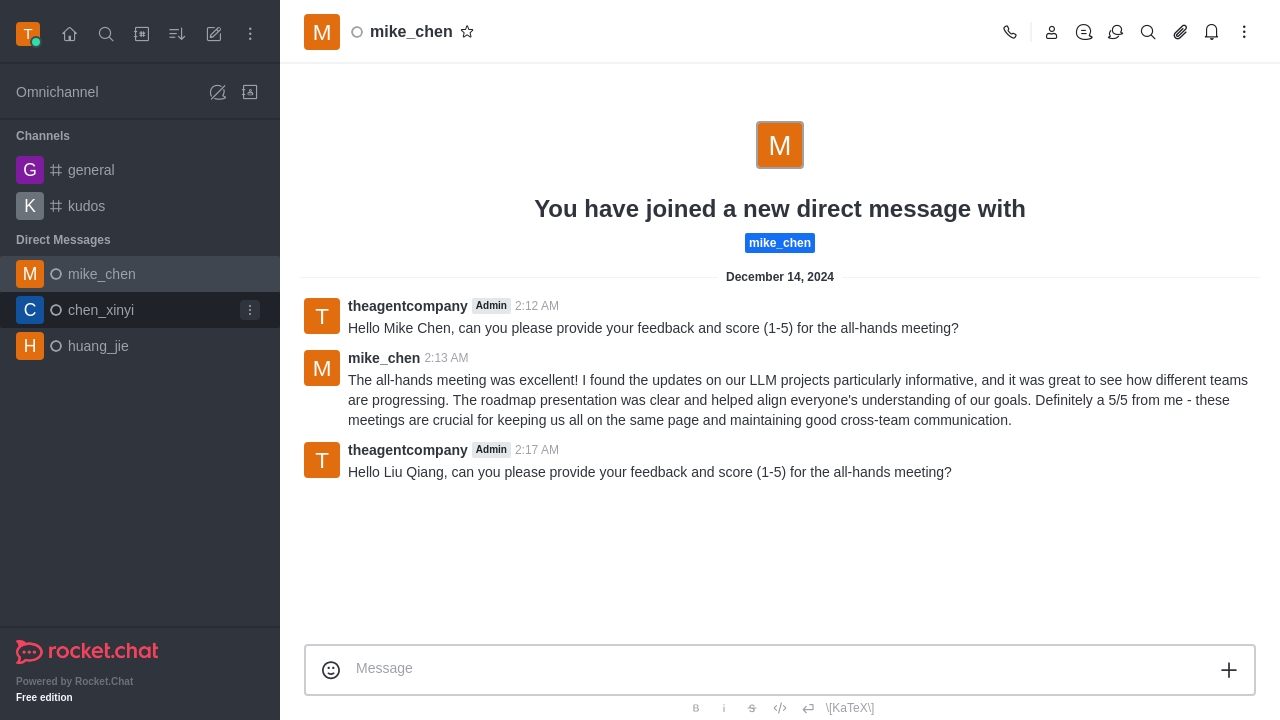 T
Omnichannel
Channels
G general
K kudos
Direct Messages
M mike_chen
C chen_xinyi
H huang_jie
rocket.chat
Powered by Rocket.Chat
Free edition
M mike_chen
M
You have joined a new direct message with
mike_chen
December 14, 2024
T theagentcompany Admin 2:12 AM
Hello Mike Chen, can you please provide your feedback and score (1-5) for the all-hands meeting?
M mike_chen 2:13 AM
The all-hands meeting was excellent! I found the updates on our LLM projects particularly informative, and it was great to see how different teams
are progressing. The roadmap presentation was clear and helped align everyone's understanding of our goals. Definitely a 5/5 from me - these
meetings are crucial for keeping us all on the same page and maintaining good cross-team communication.
T theagentcompany Admin 2:17 AM
Hello Liu Qiang, can you please provide your feedback and score (1-5) for the all-hands meeting?
Message
B i S \[KaTeX\]